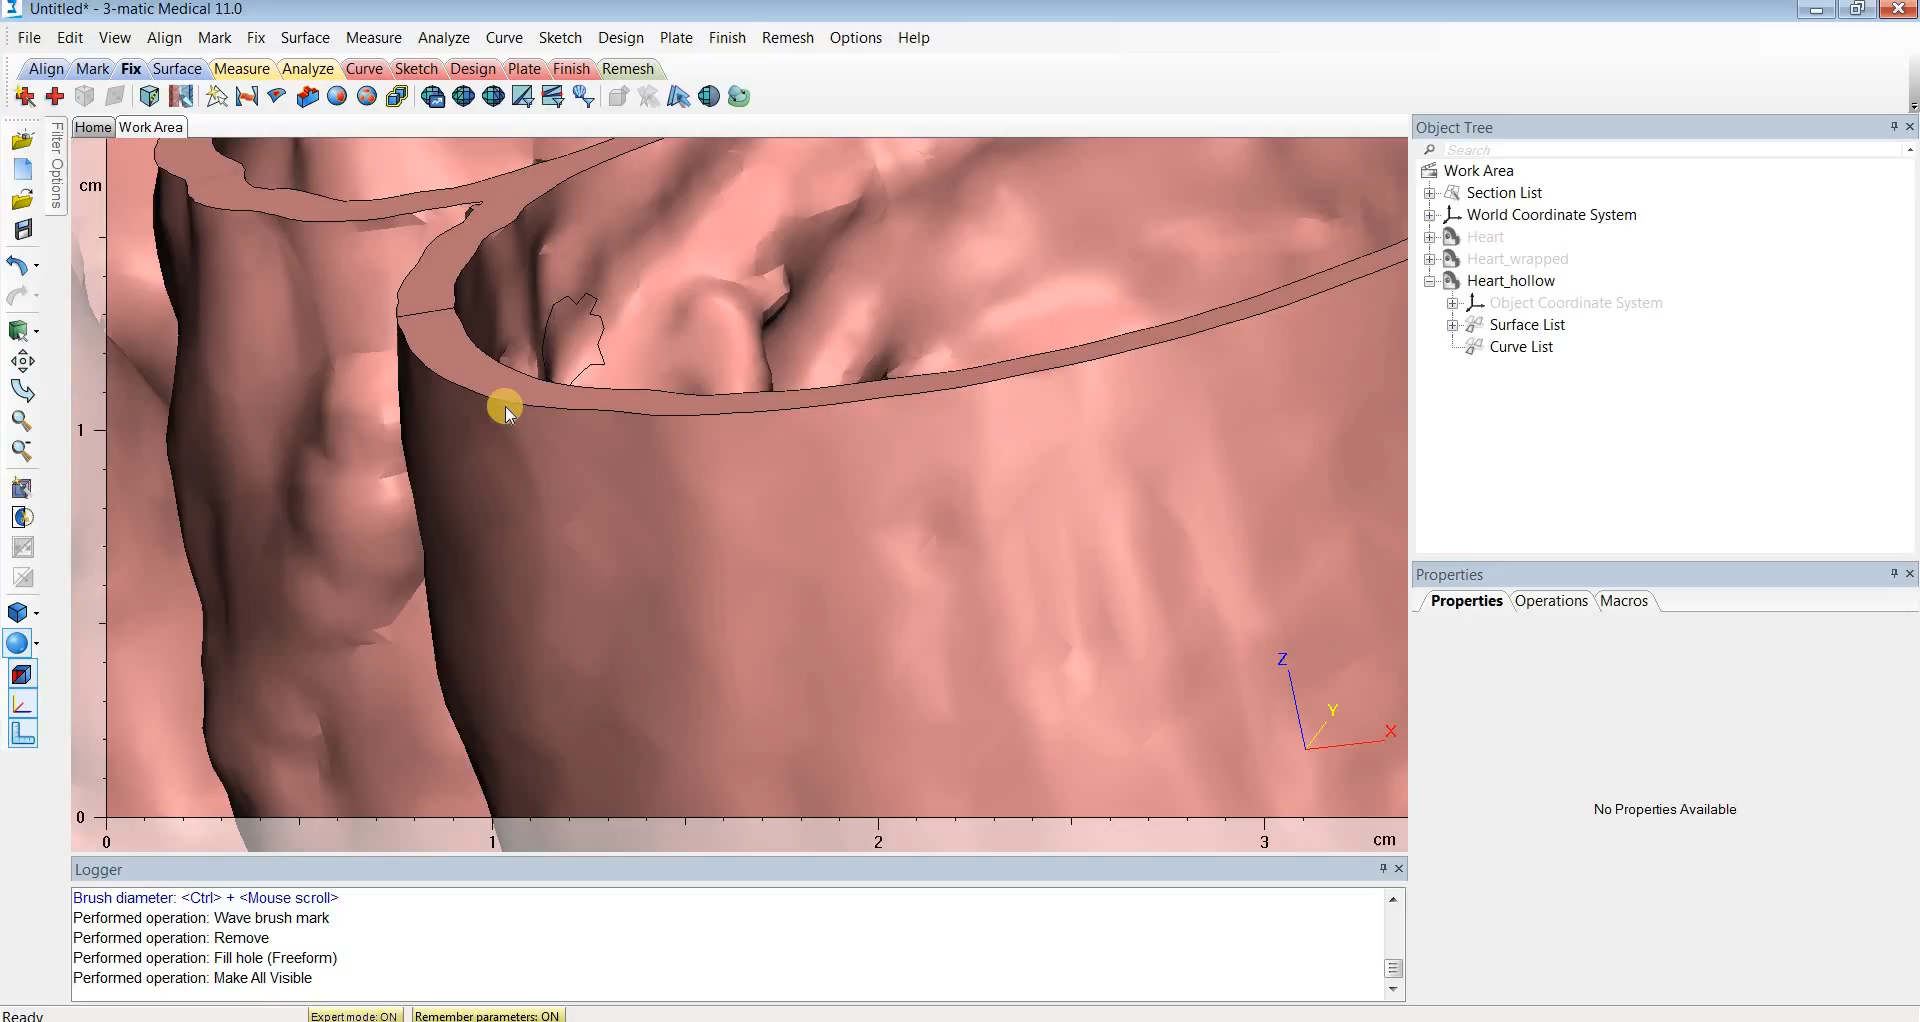 Untitled* - 3-matic Medical 11.0
File Edit View Align Mark Fix Surface Measure Analyze Curve Sketch Design Plate Finish Remesh Options Help
Align Mark Fix Surface Measure Analyze Curve Sketch Design Plate Finish Remesh
Home Work Area
Filter Options
cm
1
0
0 1 2 3 cm
Z
Y
X
Object Tree
Search
Work Area
Section List
World Coordinate System
Heart
Heart_wrapped
Heart_hollow
Object Coordinate System
Surface List
Curve List
Properties
Properties Operations Macros
No Properties Available
Logger
Brush diameter: <Ctrl> + <Mouse scroll>
Performed operation: Wave brush mark
Performed operation: Remove
Performed operation: Fill hole (Freeform)
Performed operation: Make All Visible
Ready Expert mode: ON Remember parameters: ON